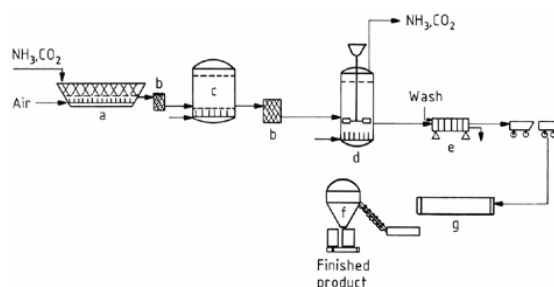 NH₃,CO₂
NH₃,CO₂
b
c
Air
a
b
Wash
d
e
f
g
Finished
product